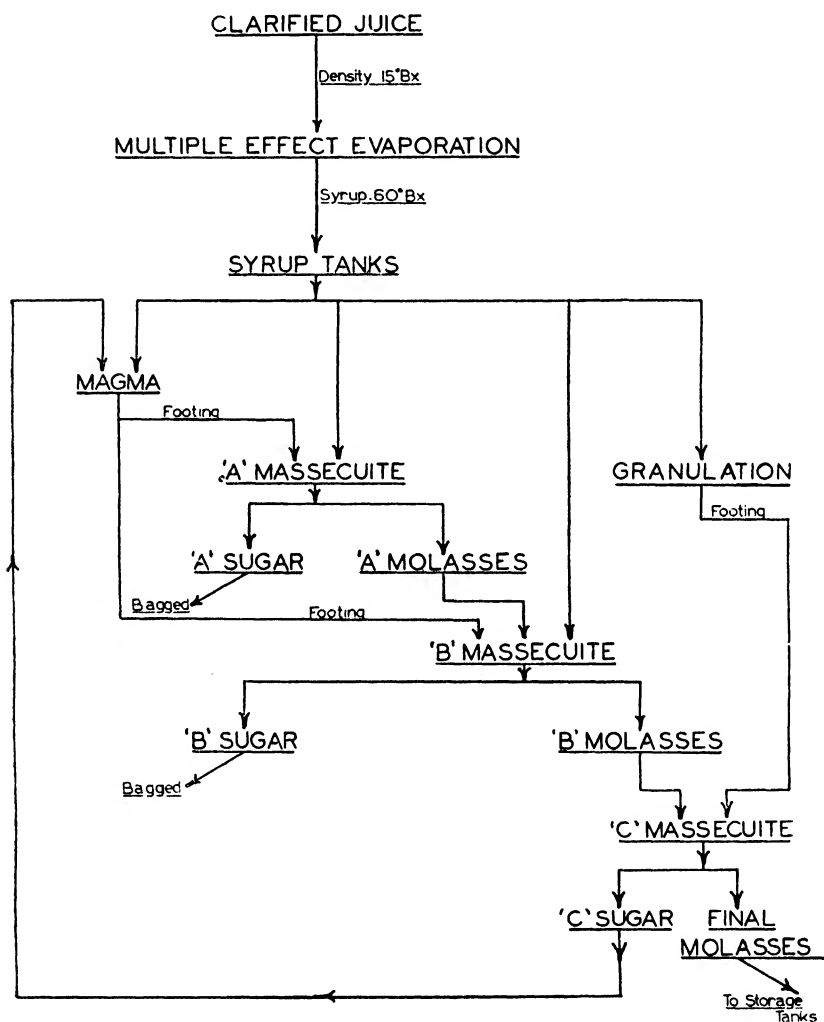 CLARIFIED JUICE
Density 15°Bx
MULTIPLE EFFECT EVAPORATION
Syrup.60°Bx
SYRUP TANKS
MAGMA
Footing
'A' MASSECUITE
GRANULATION
Footing
'A' SUGAR
'A' MOLASSES
Bagged
Footing
'B' MASSECUITE
'B' SUGAR
'B' MOLASSES
Bagged
'C' MASSECUITE
'C' SUGAR
FINAL
MOLASSES
To Storage
Tanks